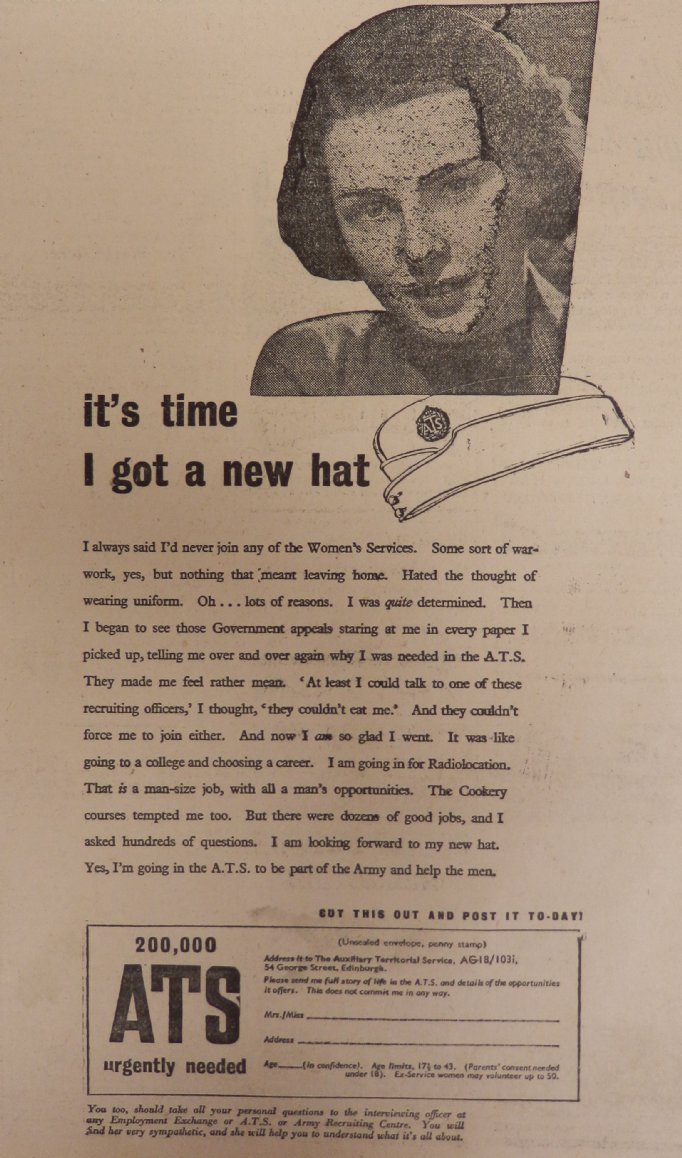 ATS
it's time
I got a new hat
I always said I'd never join any of the Women's Services. Some sort of war-
work, yes, but nothing that meant leaving home. Hated the thought of
wearing uniform. Oh . . . lots of reasons. I was quite determined. Then
I began to see those Government appeals staring at me in every paper I
picked up, telling me over and over again why I was needed in the A.T.S.
They made me feel rather mean. 'At least I could talk to one of these
recruiting officers,' I thought, 'they couldn't eat me.' And they couldn't
force me to join either. And now I am so glad I went. It was like
going to a college and choosing a career. I am going in for Radiolocation.
That is a man-size job, with all a man's opportunities. The Cookery
courses tempted me too. But there were dozens of good jobs, and I
asked hundreds of questions. I am looking forward to my new hat.
Yes, I'm going in the A.T.S. to be part of the Army and help the men.
CUT THIS OUT AND POST IT TO-DAY!
200,000
ATS
urgently needed
(Unsealed envelope, penny stamp)
Address it to The Auxiliary Territorial Service, AG18/103i,
54 George Street, Edinburgh.
Please send me full story of life in the A.T.S. and details of the opportunities
it offers. This does not commit me in any way.
Mrs./Miss
Address
Age (in confidence). Age limits, 17½ to 43. (Parents' consent needed
under 18). Ex-Service women may volunteer up to 50.
You too, should take all your personal questions to the interviewing officer at
any Employment Exchange or A.T.S. or Army Recruiting Centre. You will
find her very sympathetic, and she will help you to understand what it's all about.